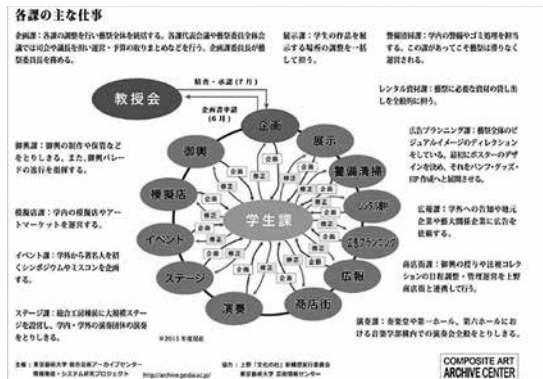 各課の主な仕事
企画課：各課の調整を行い藝祭全体を統括する。各課代表会議や藝祭委員全体会
議では司会や議長を担い運営・予算の取りまとめなどを行う。企画課委員長が藝
祭委員長を務める。
展示課：学生の作品を展
示する場所の調整を一括
して担う。
警備清掃課：学内の警備やゴミ処理を担当
する。この課があってこそ藝祭は滞りなく
運営される。
レンタル資材課：藝祭に必要な資材の貸し出
しを全般的に担う。
広告プランニング課：藝祭全体のビ
ジュアルイメージのディレクション
をしている。最初にポスターのデザ
インを決め、それをパンフ・グッズ・
HP作成へと展開させる。
広報課：学外への告知や地元
企業や藝大関係企業に広告を
依頼する。
商店街課：御輿の授与や法被コレク
ションの日程調整・管理運営を上野
商店街と連携して行う。
演奏課：奏楽堂や第一ホール、第六ホールにお
ける音楽学部構内での演奏会全般をとりしきる。
御輿課：御輿の制作や保管などを
とりしきる。また、御輿パレー
ドの進行を指揮する。
模擬店課：学内の模擬店やアー
トマーケットを運営する。
イベント課：学外から著名人を招
くシンポジウムやミスコンを企画
する。
ステージ課：総合工房棟前に大規模ステー
ジを設営し、学内・学外の演奏団体の演奏
をとりしきる。
教授会
精査・承認（7月）
企画書申請
（6月）
企画
展示
警備清掃
レンタル資材
広告プランニング
広報
商店街
演奏
ステージ
イベント
模擬店
御輿
学生課
企画
修正
※2015年度現在
主催：東京藝術大学 総合芸術アーカイブセンター
情報発信・システム研究プロジェクト http://archive.geidai.ac.jp/
協力：上野「文化の杜」新構想実行委員会
東京藝術大学 芸術情報センター
COMPOSITE ART
ARCHIVE CENTER